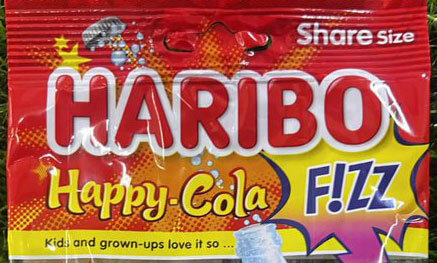 Share Size
HARIBO
Happy-Cola
F!ZZ
Kids and grown-ups love it so ...